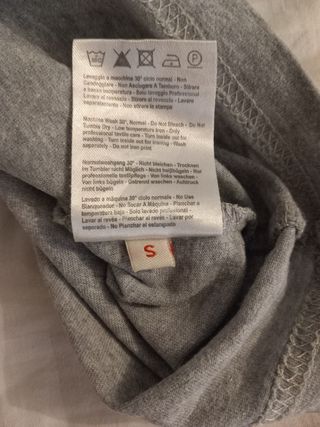 Lavaggio a macchina 30° ciclo normal - Non
Candeggiare - Non Asciugare A Tamburo - Stirare
a bassa temperatura - Solo lavaggio Professionale
Lavare al rovescio - Stirare al rovescio - Lavare
separatamente - Non stirare la stampa
Machine Wash 30°, Normal - Do Not Bleach - Do Not
Tumble Dry - Low temperature iron - Only
professional textile care - Turn inside out for
washing - Turn inside out for ironing - Wash
separately - Do not iron print
Normalwaschgang 30° - Nicht bleichen - Trocknen
im Tumbler nicht Möglich - Nicht heiβbügeln - Nur
professionelle textilpflege - Von links waschen -
Von links bügeln - Getrennt waschen - Aufdruck
nicht bügeln
Lavado a máquina 30° ciclo normale - No Use
Blanqueador - No Secar A Máquina - Planchar a
temperatura baja - Solo lavado profesional -
Lavar al revés - Planchar al revés - Lavar por
separado - No Planchar el estampado
S